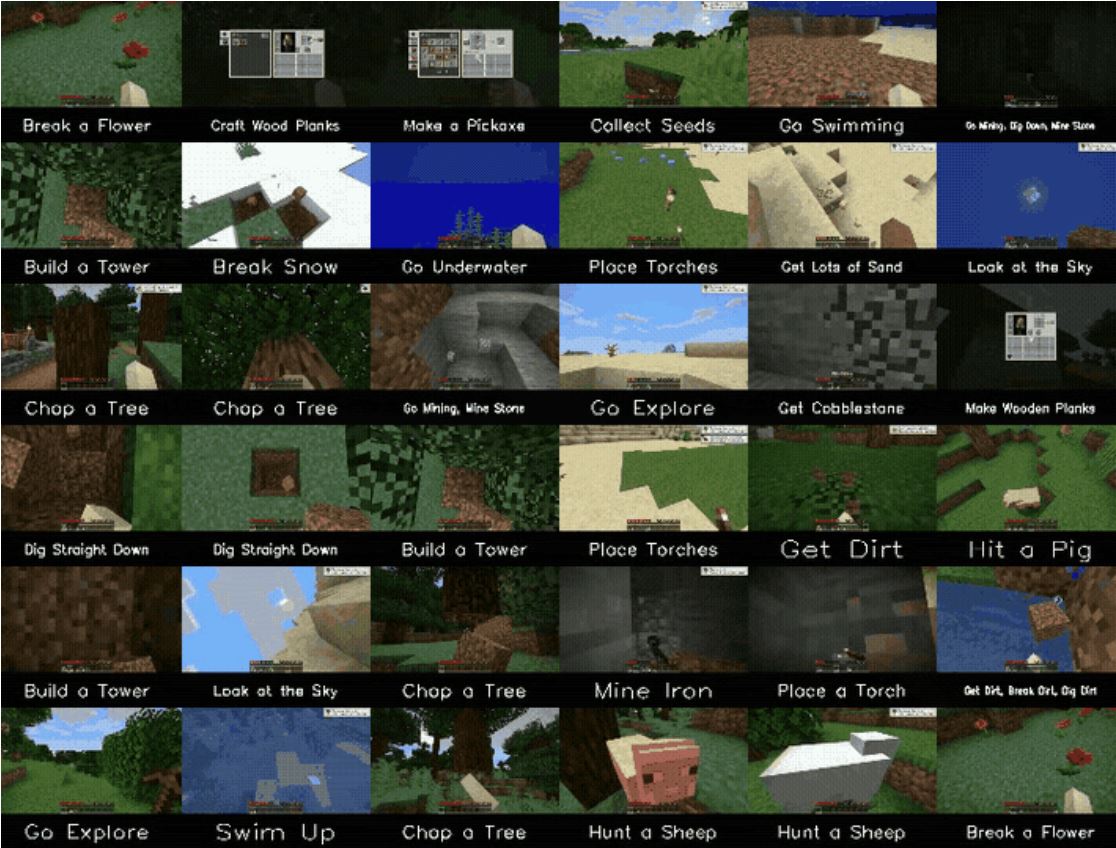 Break a Flower
Craft Wood Planks
Make a Pickaxe
Collect Seeds
Go Swimming
Go Mining, Dig Down, Mine Stone
Build a Tower
Break Snow
Go Underwater
Place Torches
Get Lots of Sand
Look at the Sky
Chop a Tree
Chop a Tree
Go Mining, Mine Stone
Go Explore
Get Cobblestone
Make Wooden Planks
Dig Straight Down
Dig Straight Down
Build a Tower
Place Torches
Get Dirt
Hit a Pig
Build a Tower
Look at the Sky
Chop a Tree
Mine Iron
Place a Torch
Get Dirt, Break Dirt, Dig Dirt
Go Explore
Swim Up
Chop a Tree
Hunt a Sheep
Hunt a Sheep
Break a Flower